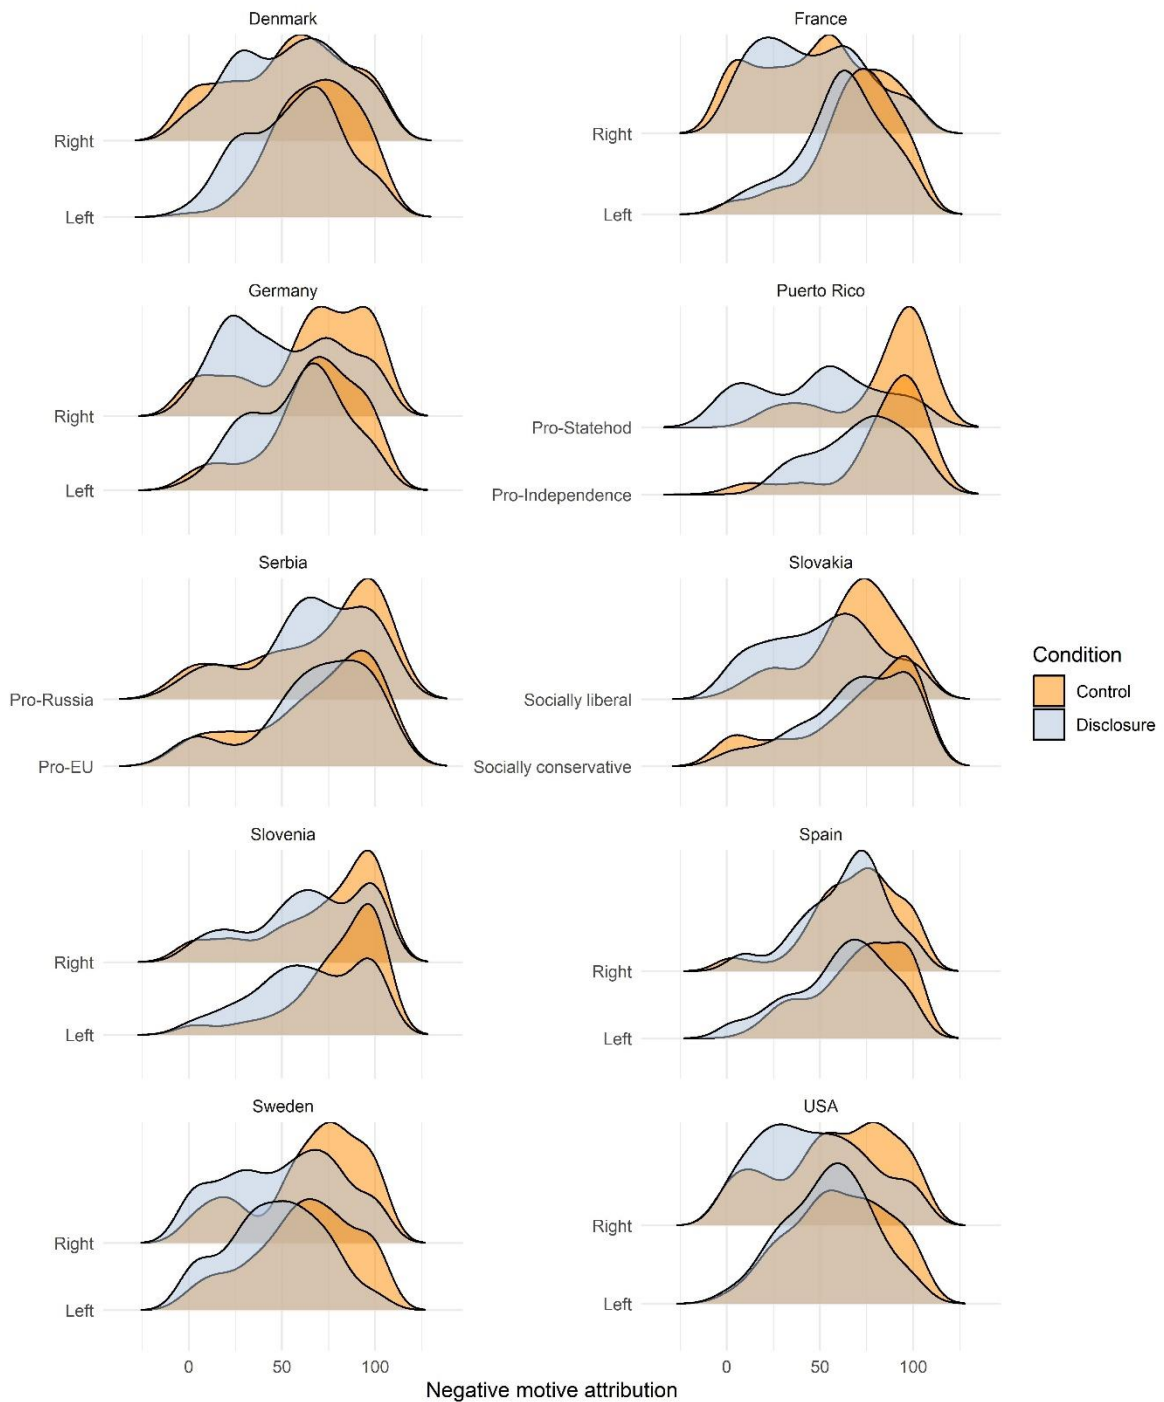 Denmark
France
Right
Left
Right
Left
Germany
Puerto Rico
Right
Left
Pro-Statehod
Pro-Independence
Serbia
Slovakia
Pro-Russia
Pro-EU
Socially liberal
Socially conservative
Condition
Control
Disclosure
Slovenia
Spain
Right
Left
Right
Left
Sweden
USA
Right
Left
Right
Left
0 50 100
0 50 100
Negative motive attribution